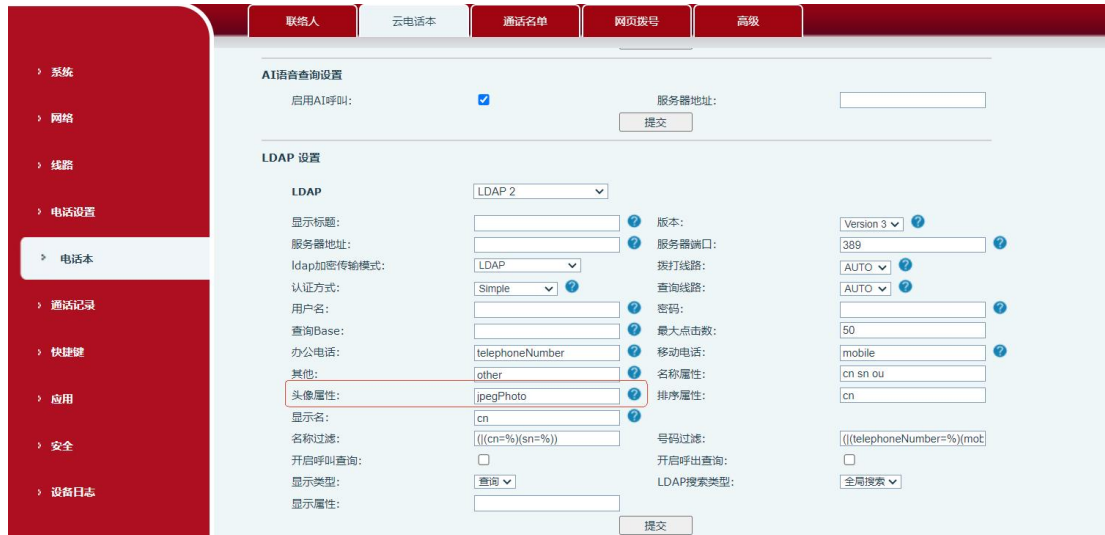 联络人 云电话本 通话名单 网页拨号 高级
系统
网络
线路
电话设置
电话本
通话记录
快捷键
应用
安全
设备日志
AI语音查询设置
启用AI呼叫: 服务器地址:
提交
LDAP 设置
LDAP LDAP 2
显示标题: 版本: Version 3
服务器地址: 服务器端口: 389
ldap加密传输模式: LDAP 拨打线路: AUTO
认证方式: Simple 查询线路: AUTO
用户名: 密码:
查询Base: 最大点击数: 50
办公电话: telephoneNumber 移动电话: mobile
其他: other 名称属性: cn sn ou
头像属性: jpegPhoto 排序属性: cn
显示名: cn
名称过滤: (|(cn=%)(sn=%)) 号码过滤: (|(telephoneNumber=%)(mob
开启呼叫查询: 开启呼出查询:
显示类型: 查询 LDAP搜索类型: 全局搜索
显示属性:
提交